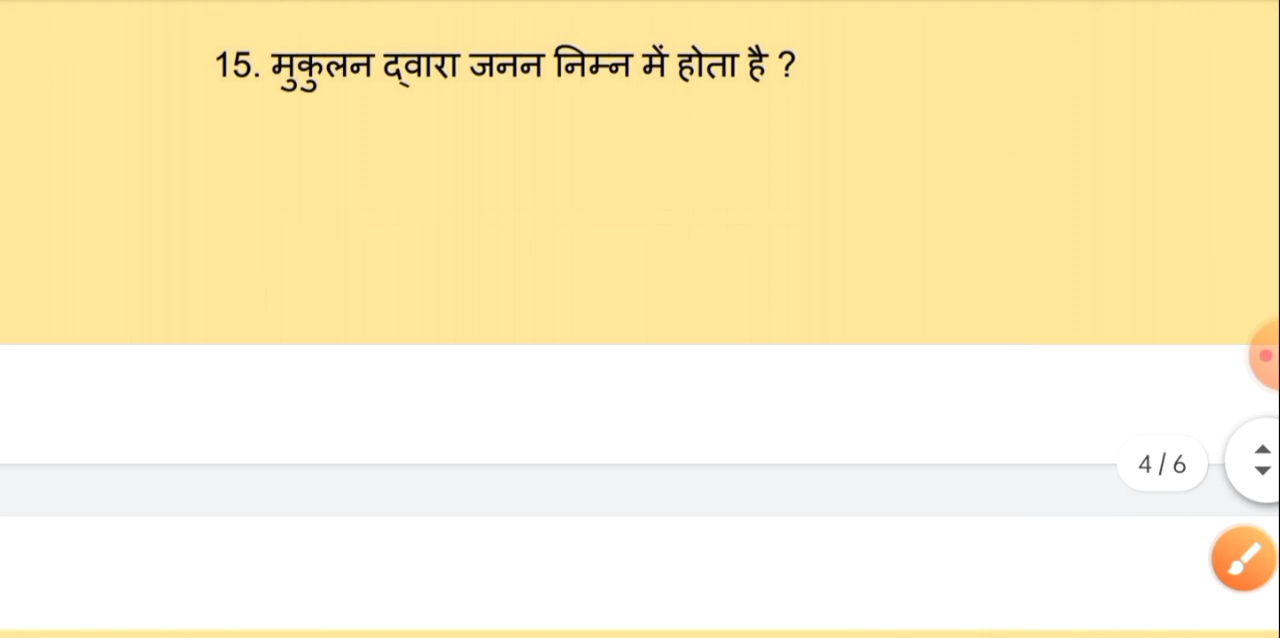 15. मुकुलन द्वारा जनन निम्न में होता है ?
4 / 6